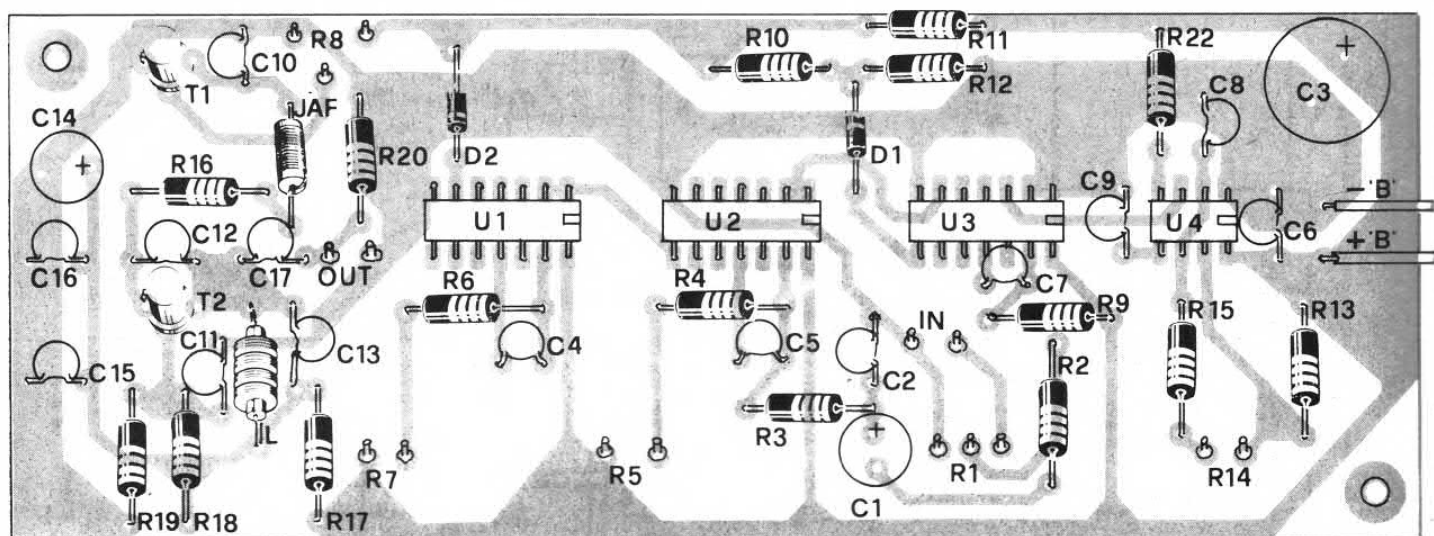 R8
C10
T1
R10
R11
R12
R22
C8
C3
C14
JAF
R16
R20
D2
D1
C9
U1
U2
U3
U4
C6
-'B'
+'B'
C16
C12
C17
OUT
T2
R6
R4
C7
R9
R15
R13
C11
C13
C4
C5
IN
C2
R2
C15
L
R3
R7
R5
C1
R1
R14
R19
R18
R17